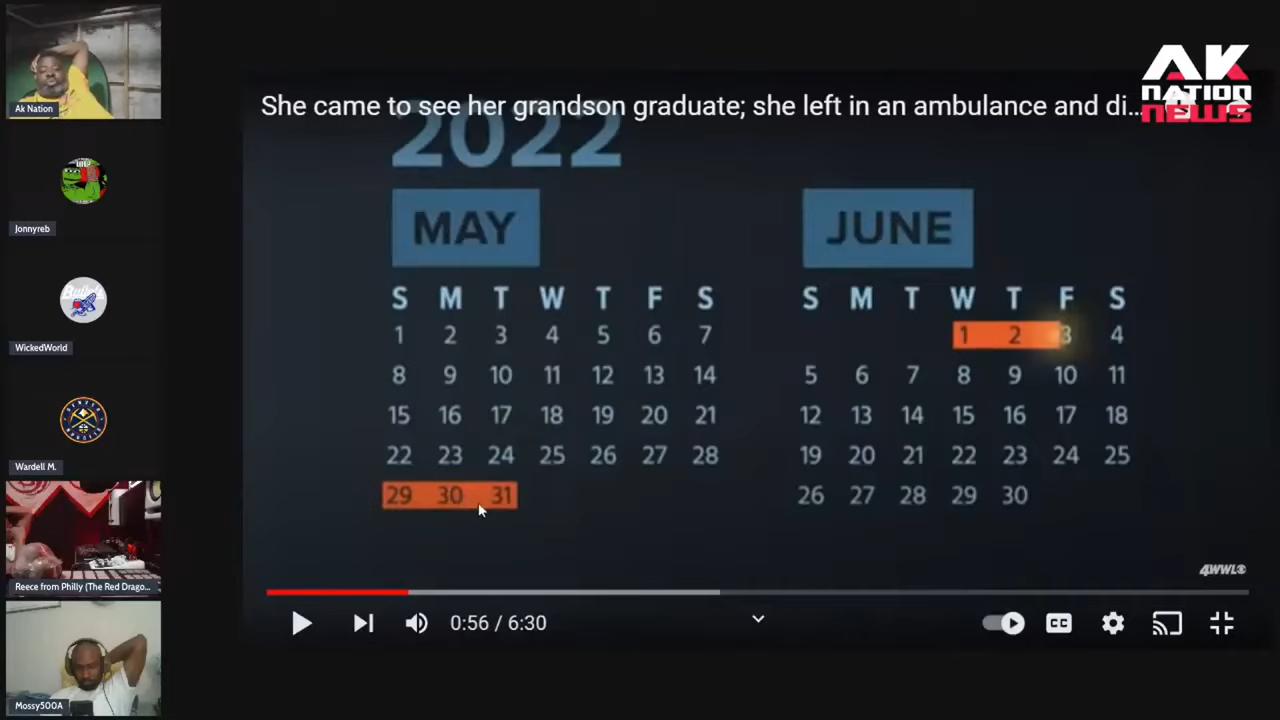 Ak Nation
Jonnyreb
WickedWorld
Wardell M.
Reece from Philly (The Red Drago...
Mossy500A
AK
NATION
NEWS
She came to see her grandson graduate; she left in an ambulance and di...
2022
MAY
JUNE
S M T W T F S
1 2 3 4 5 6 7
8 9 10 11 12 13 14
15 16 17 18 19 20 21
22 23 24 25 26 27 28
29 30 31
S M T W T F S
1 2 3 4
5 6 7 8 9 10 11
12 13 14 15 16 17 18
19 20 21 22 23 24 25
26 27 28 29 30
4WWL
0:56 / 6:30
CC